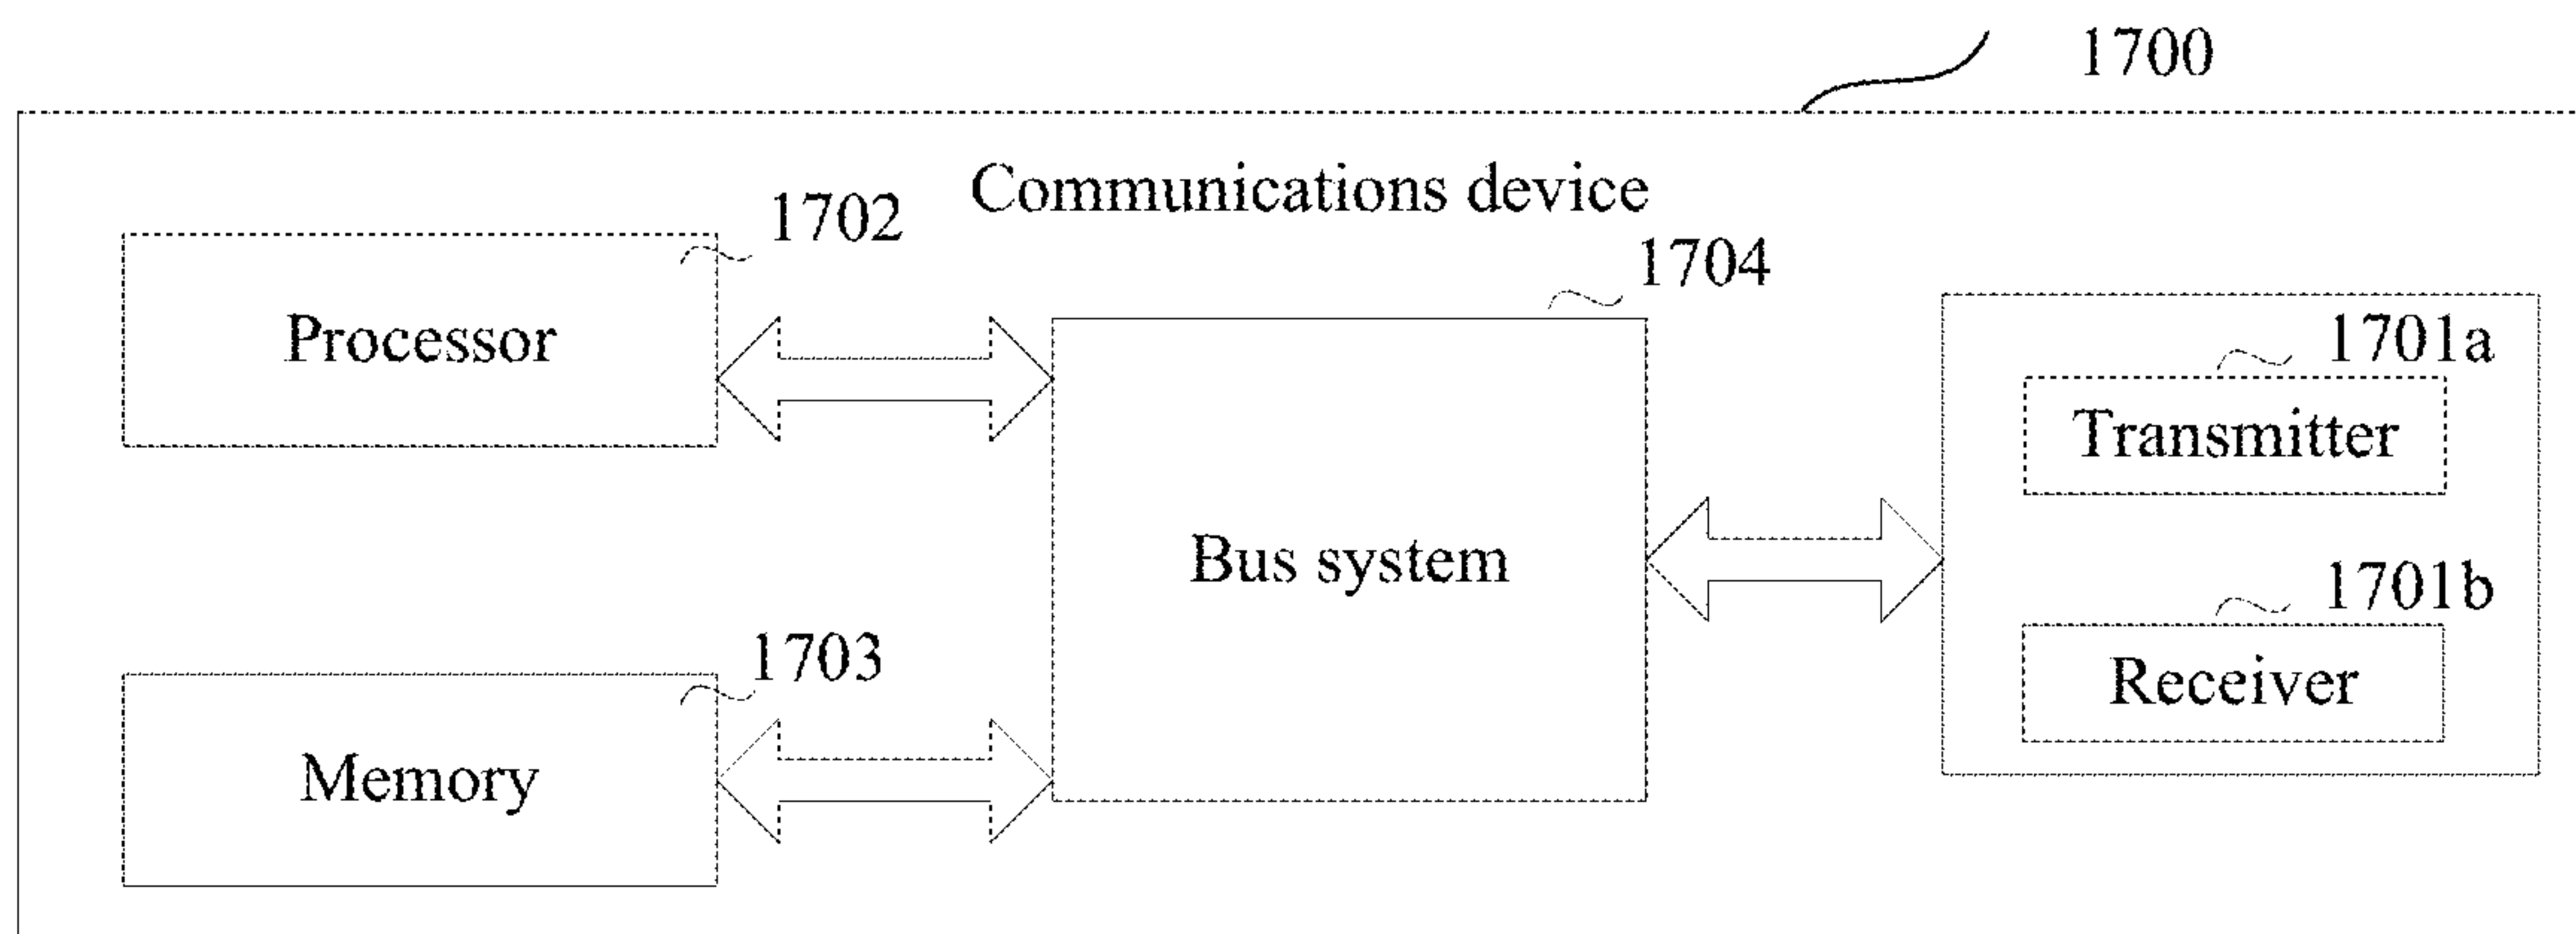 1700
Communications device
1702
1704
Processor
1701a
Transmitter
Bus system
1701b
1703
Receiver
Memory